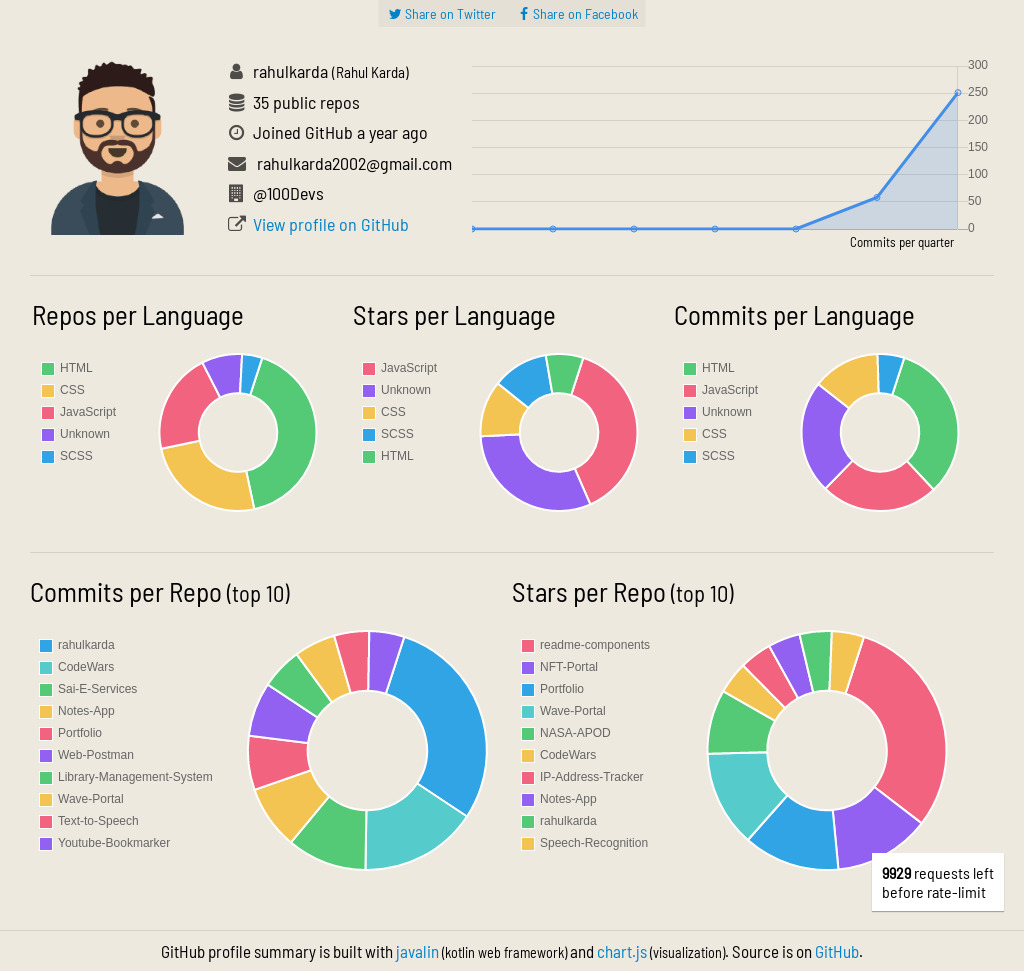 Share on Twitter Share on Facebook
rahulkarda (Rahul Karda)
35 public repos
Joined GitHub a year ago
rahulkarda2002@gmail.com
@100Devs
View profile on GitHub
300
250
200
150
100
50
0
Commits per quarter
Repos per Language
HTML
CSS
JavaScript
Unknown
SCSS
Stars per Language
JavaScript
Unknown
CSS
SCSS
HTML
Commits per Language
HTML
JavaScript
Unknown
CSS
SCSS
Commits per Repo (top 10)
rahulkarda
CodeWars
Sai-E-Services
Notes-App
Portfolio
Web-Postman
Library-Management-System
Wave-Portal
Text-to-Speech
Youtube-Bookmarker
Stars per Repo (top 10)
readme-components
NFT-Portal
Portfolio
Wave-Portal
NASA-APOD
CodeWars
IP-Address-Tracker
Notes-App
rahulkarda
Speech-Recognition
9929 requests left
before rate-limit
GitHub profile summary is built with javalin (kotlin web framework) and chart.js (visualization). Source is on GitHub.